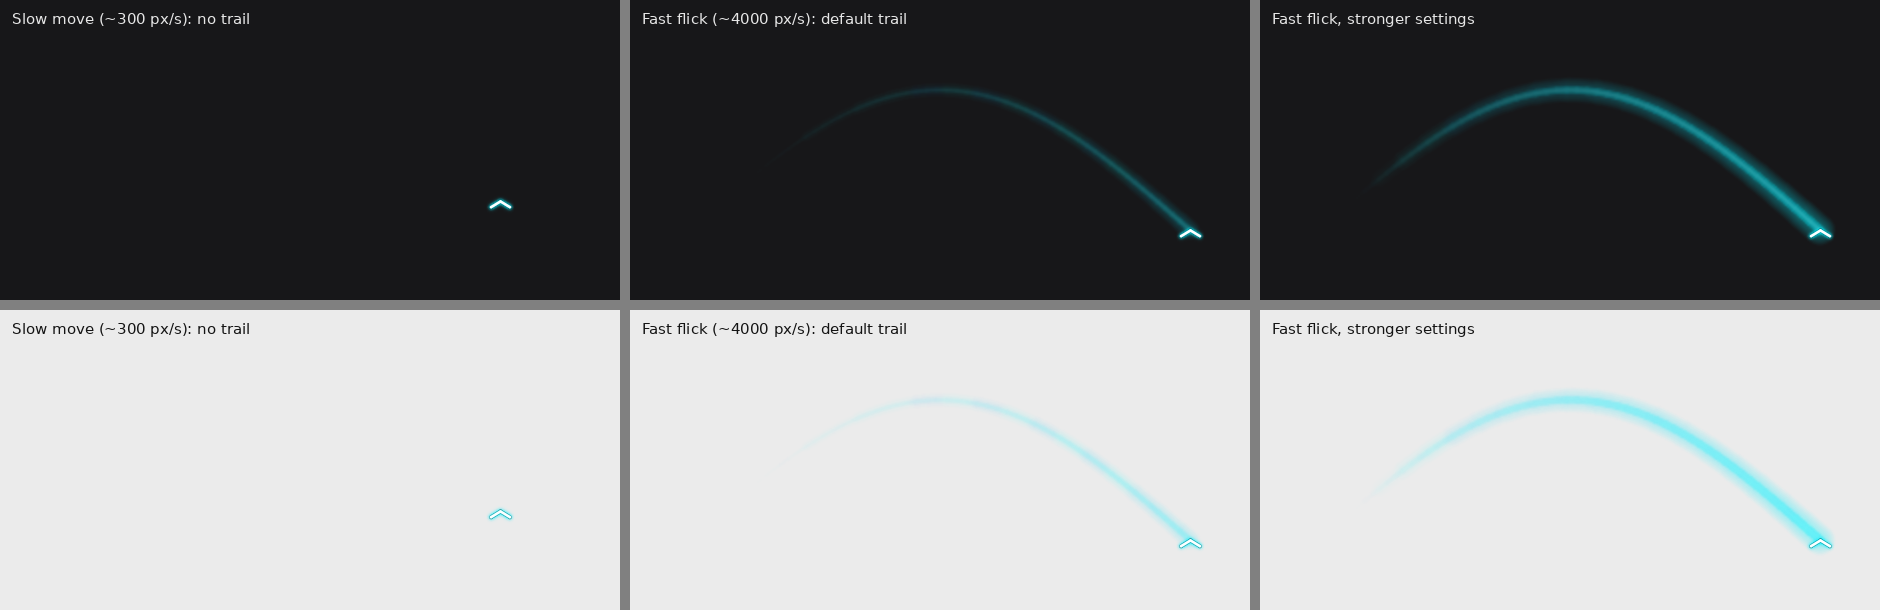 Slow move (~300 px/s): no trail
Fast flick (~4000 px/s): default trail
Fast flick, stronger settings
Slow move (~300 px/s): no trail
Fast flick (~4000 px/s): default trail
Fast flick, stronger settings